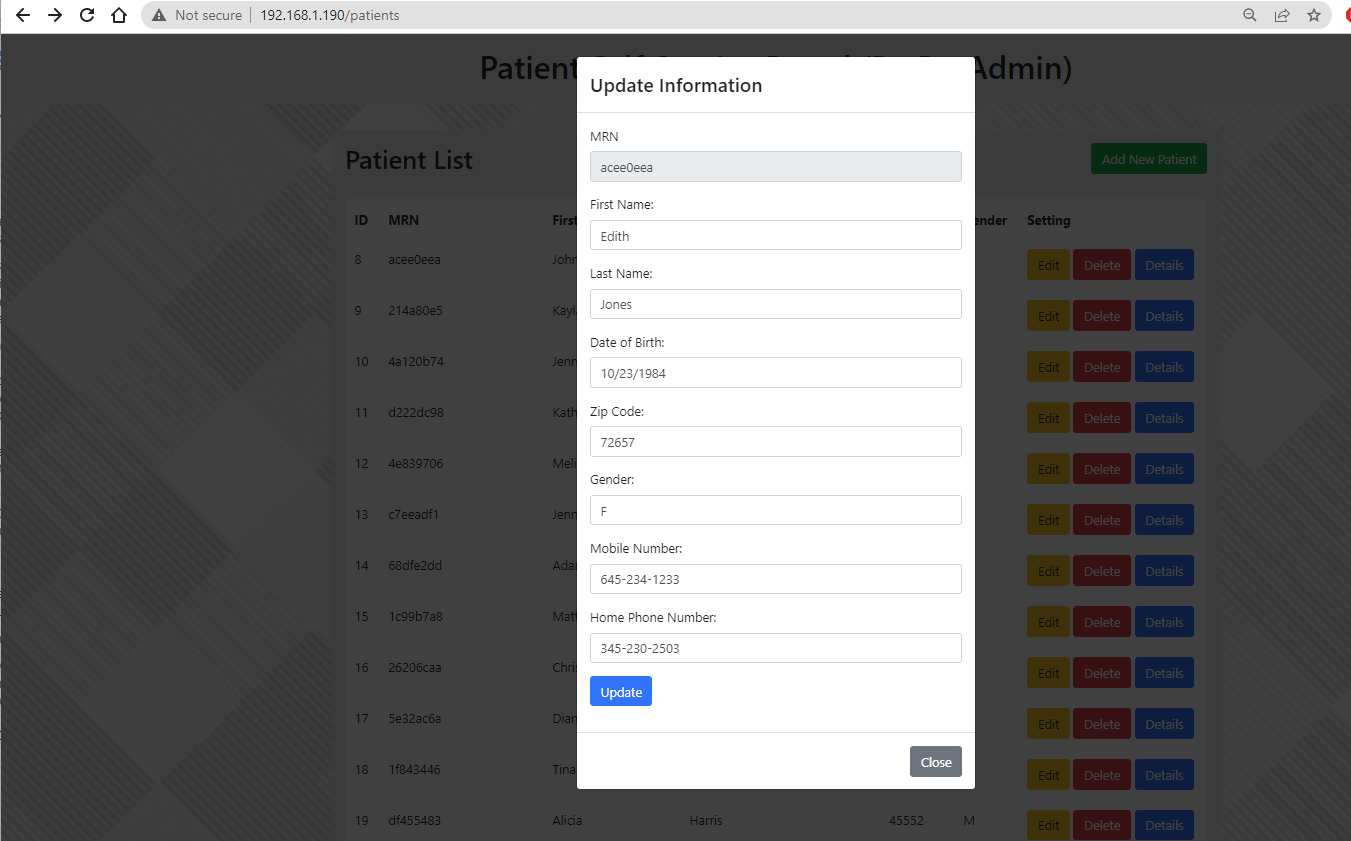 Not secure | 192.168.1.190/patients
Patient Admin)
Update Information
Patient List
Add New Patient
MRN
acee0eea
First Name:
Edith
Last Name:
Jones
Date of Birth:
10/23/1984
Zip Code:
72657
Gender:
F
Mobile Number:
645-234-1233
Home Phone Number:
345-230-2503
Update
Close
ID MRN First ender Setting
8 acee0eea John Edit Delete Details
9 214a80e5 Kayla Edit Delete Details
10 4a120b74 Jenn Edit Delete Details
11 d222dc98 Kath Edit Delete Details
12 4e839706 Meli Edit Delete Details
13 c7eeadf1 Jenn Edit Delete Details
14 68dfe2dd Adar Edit Delete Details
15 1c99b7a8 Matt Edit Delete Details
16 26206caa Chris Edit Delete Details
17 5e32ac6a Dian Edit Delete Details
18 1f843446 Tina Edit Delete Details
19 df455483 Alicia Harris 45552 M Edit Delete Details